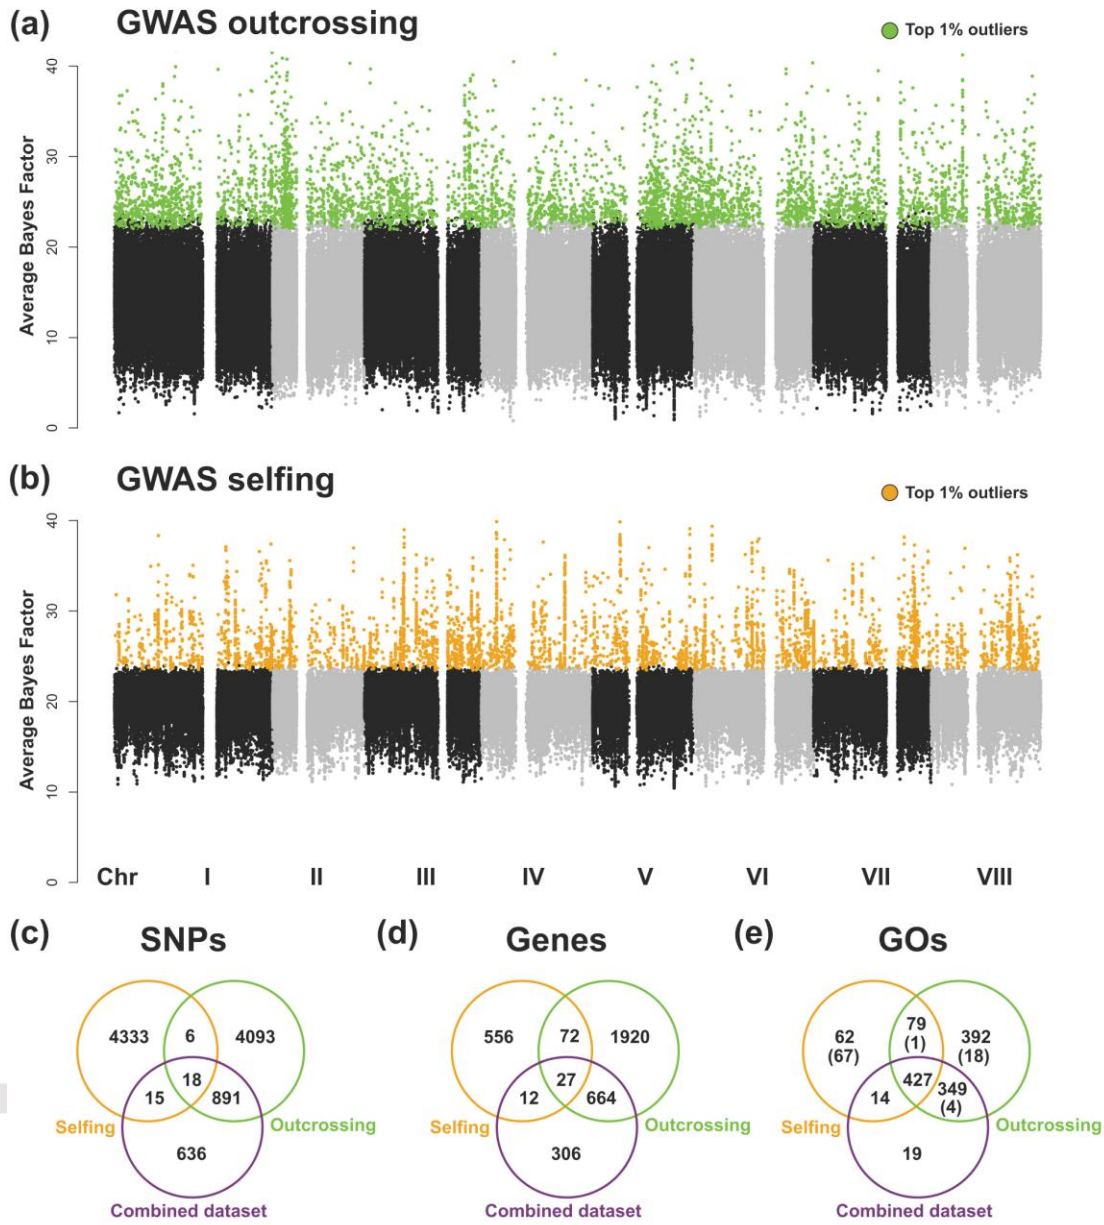 (a) GWAS outcrossing
Top 1% outliers
Average Bayes Factor
40
30
20
10
0
(b) GWAS selfing
Top 1% outliers
Average Bayes Factor
40
30
20
10
0
Chr I II III IV V VI VII VIII
(c) SNPs
4333 6 4093
18
15 891
Selfing Outcrossing
636
Combined dataset
(d) Genes
556 72 1920
27
12 664
Selfing Outcrossing
306
Combined dataset
(e) GOs
62 (67)
79 (1)
392 (18)
427
14
349 (4)
Selfing Outcrossing
19
Combined dataset